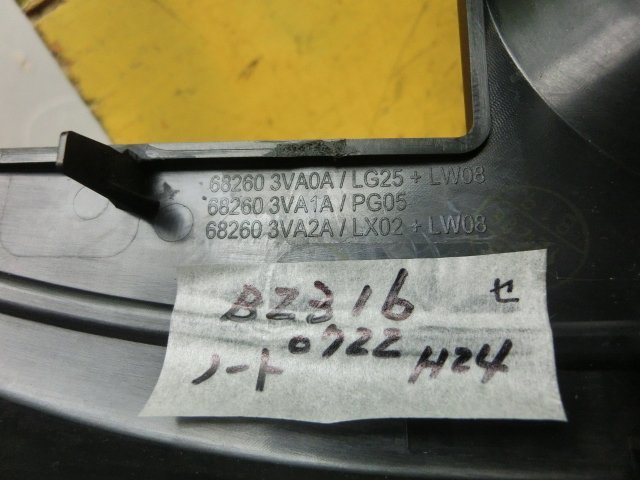 68260 3VA0A / LG25 + LW08
68260 3VA1A / PG05
68260 3VA2A / LX02 + LW08
BZ316 セ
0722
ノート H24